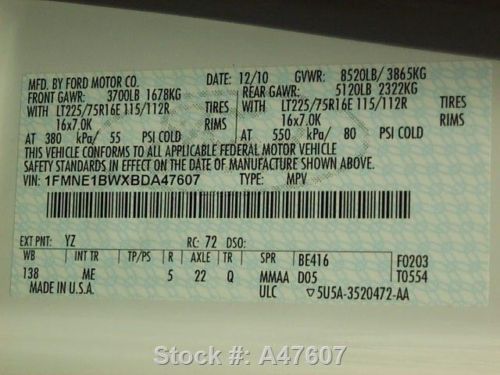 MFD. BY FORD MOTOR CO. DATE: 12/10 GVWR: 8520LB/ 3865KG
FRONT GAWR: 3700LB 1678KG REAR GAWR: 5120LB 2322KG
WITH LT225/75R16E 115/112R TIRES WITH LT225/75R16E 115/112R TIRES
16x7.0K RIMS 16x7.0K RIMS
AT 380 kPa/ 55 PSI COLD AT 550 kPa/ 80 PSI COLD
THIS VEHICLE CONFORMS TO ALL APPLICABLE FEDERAL MOTOR VEHICLE
SAFETY STANDARDS IN EFFECT ON THE DATE OF MANUFACTURE SHOWN ABOVE.
VIN: 1FMNE1BWXBDA47607 TYPE: MPV
EXT PNT: YZ RC: 72 DSO:
WB INT TR TP/PS R AXLE TR SPR BE416 F0203
138 ME 5 22 Q MMAA D05 T0554
MADE IN U.S.A. ULC ▽5U5A-3520472-AA
Stock #: A47607